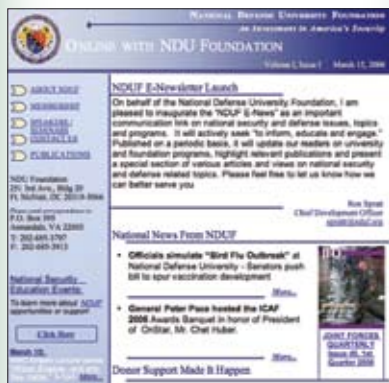 NATIONAL DEFENSE UNIVERSITY FOUNDATION
an Investment in America's Security
ONLINE WITH NDU FOUNDATION
Volume I, Issue I March 15, 2006
ABOUT NDUF
MEMBERSHIP
SPEAKERS /
SEMINARS
CONTACT US
PUBLICATIONS
NDU Foundation
251 3rd Ave., Bldg 20
Ft. McNair, DC 20319-5066
Please send correspondence to:
P.O. Box 395
Annandale, VA 22003
T: 202-685-3797
F: 202-685-3913
National Security
Education Events:
To learn more about NDUF
opportunities or support
Click Here
March 10,
NDUF E-Newsletter Launch
On behalf of the National Defense University Foundation, I am
pleased to inaugurate the "NDUF E-News" as an important
communication link on national security and defense issues, topics
and programs. It will actively seek "to inform, educate and engage."
Published on a periodic basis, it will update our readers on university
and foundation programs, highlight relevant publications and present
a special section of various articles and views on national security
and defense related topics. Please feel free to let us know how we
can better serve you
Ron Sprat
Chief Development Officer
National News From NDUF
• Officials simulate "Bird Flu Outbreak" at
National Defense University - Senators push
bill to spur vaccination development
More...
• General Peter Pace hosted the ICAF
2006 Awards Banquet in honor of President
of OnStar, Mr. Chet Huber.
More...
JOINT FORCES
QUARTERLY
Issue 40, 1st
Quarter 2006
Donor Support Made It Happen